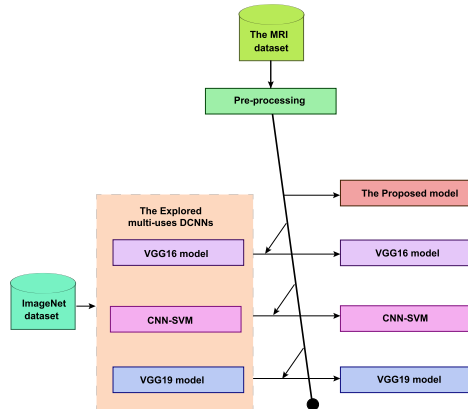 The MRI
dataset
Pre-processing
The Proposed model
The Explored
multi-uses DCNNs
VGG16 model
VGG16 model
ImageNet
dataset
CNN-SVM
CNN-SVM
VGG19 model
VGG19 model